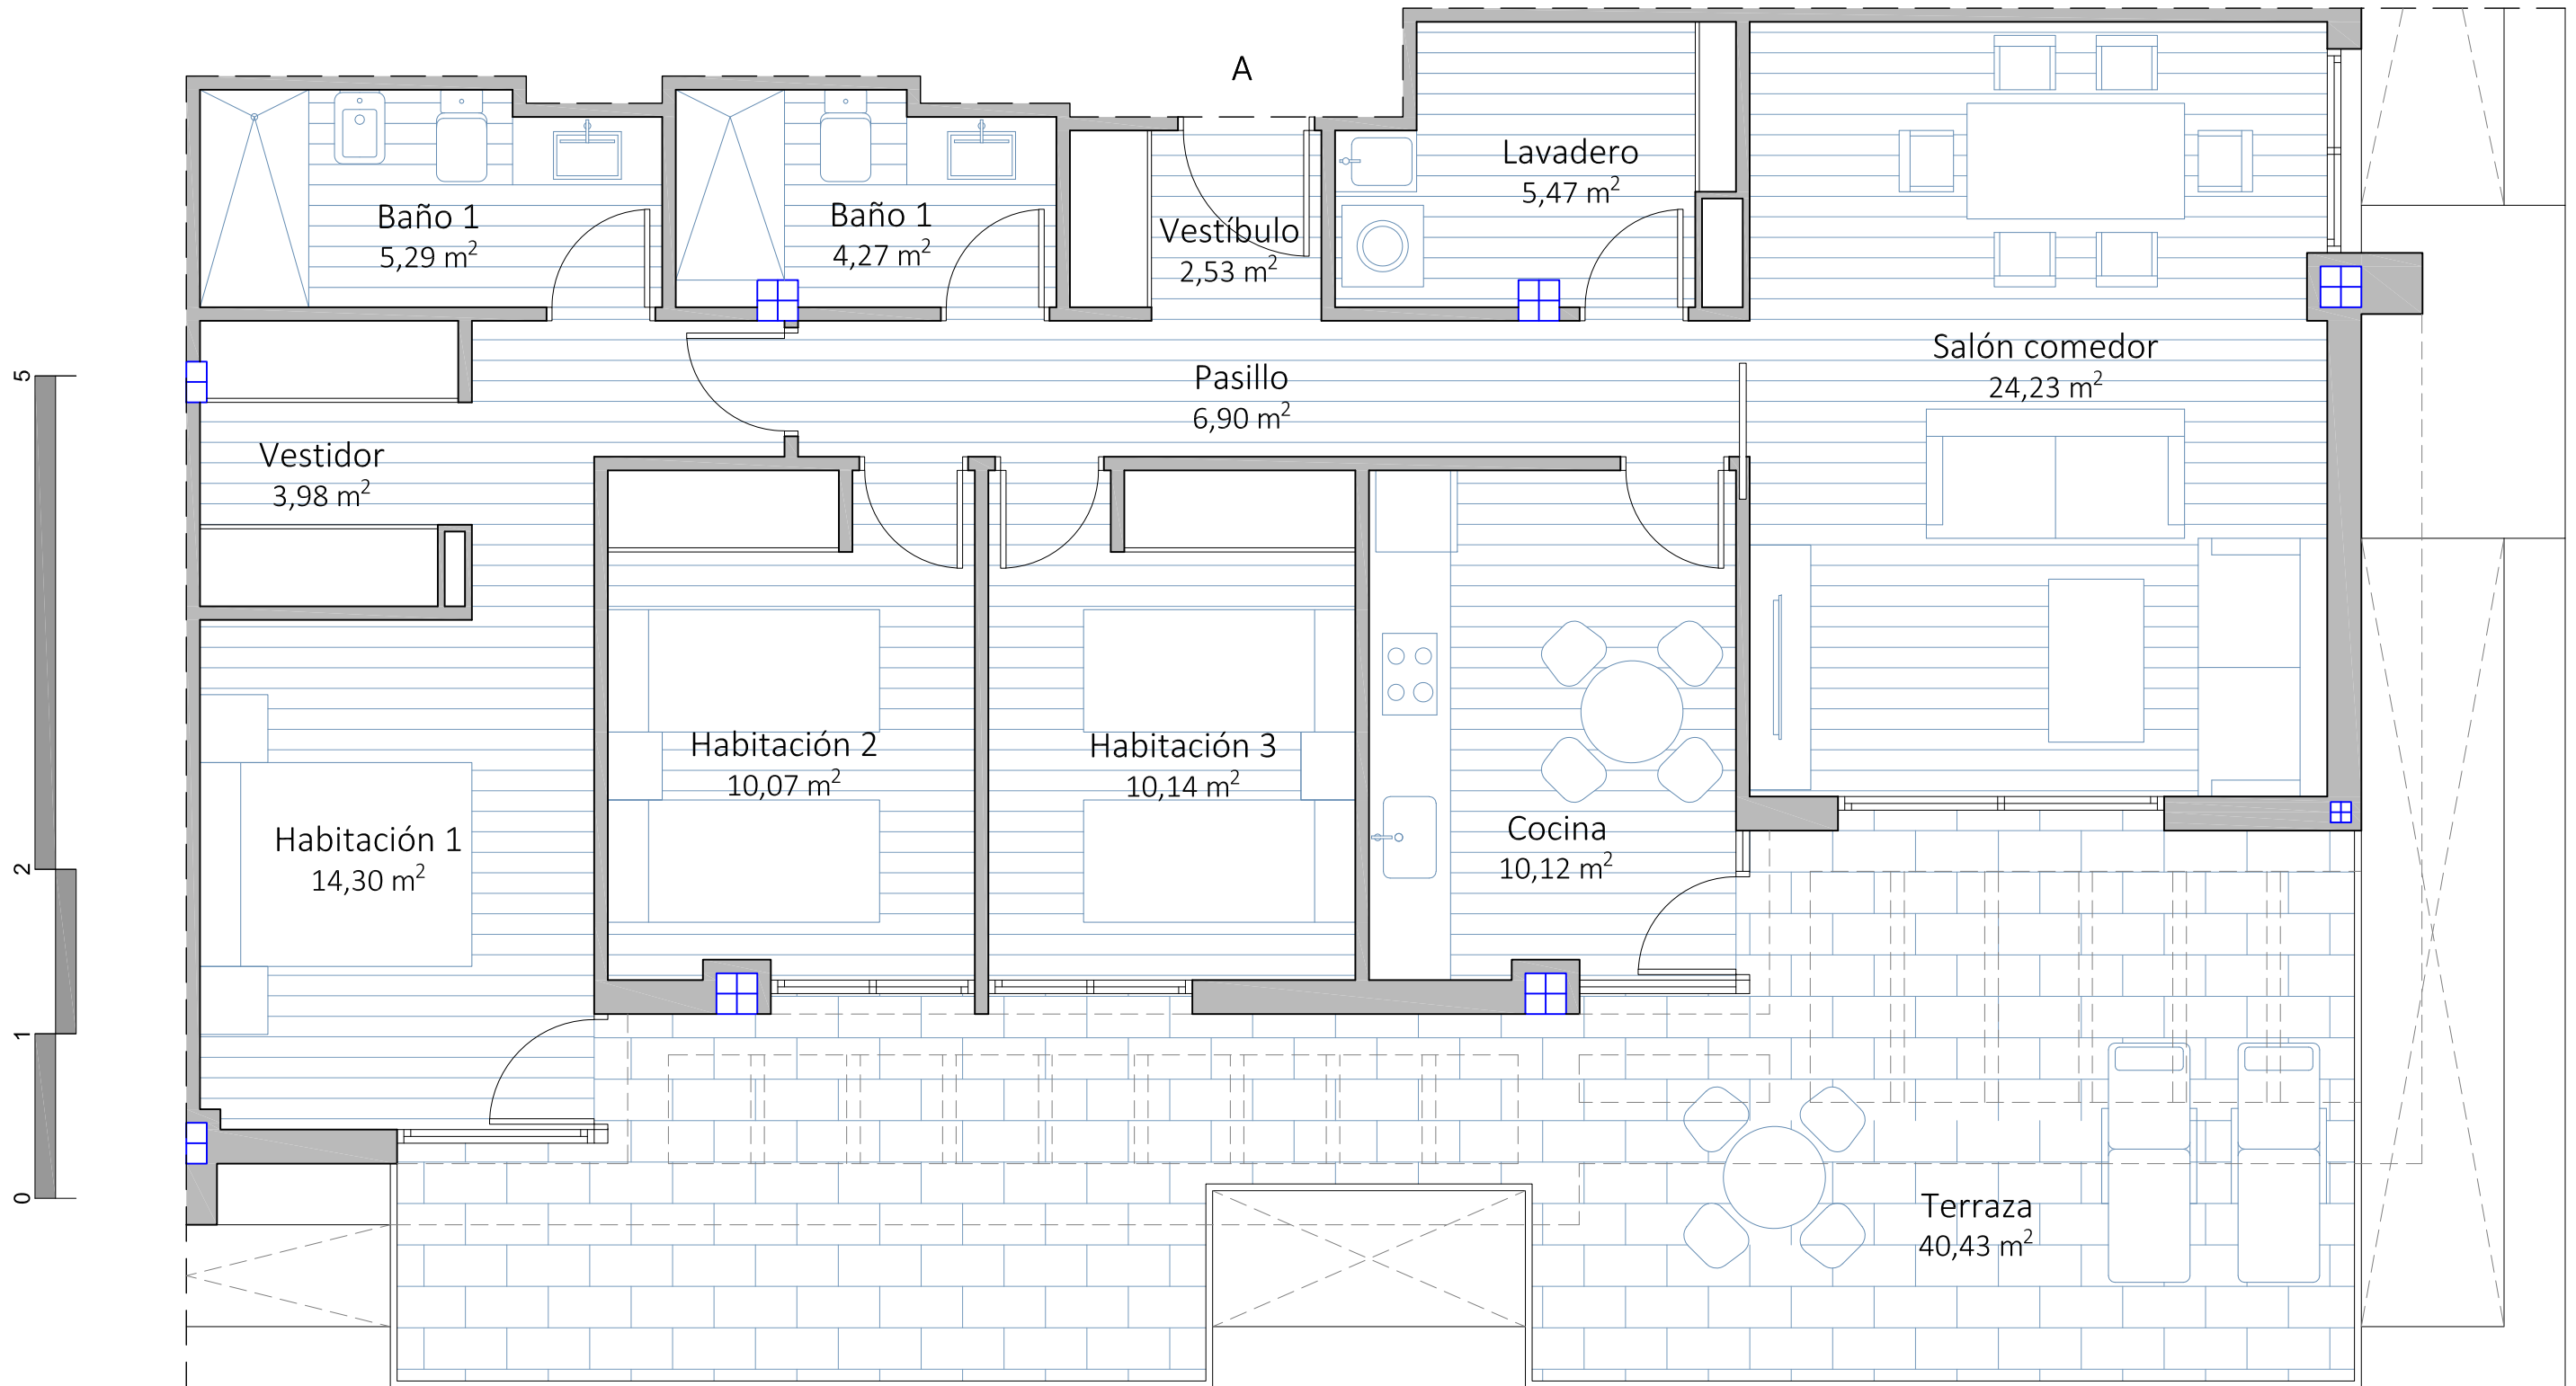 A
Baño 1
5,29 m²
Baño 1
4,27 m²
Vestíbulo
2,53 m²
Lavadero
5,47 m²
Salón comedor
24,23 m²
Pasillo
6,90 m²
Vestidor
3,98 m²
Habitación 1
14,30 m²
Habitación 2
10,07 m²
Habitación 3
10,14 m²
Cocina
10,12 m²
Terraza
40,43 m²
5
2
1
0